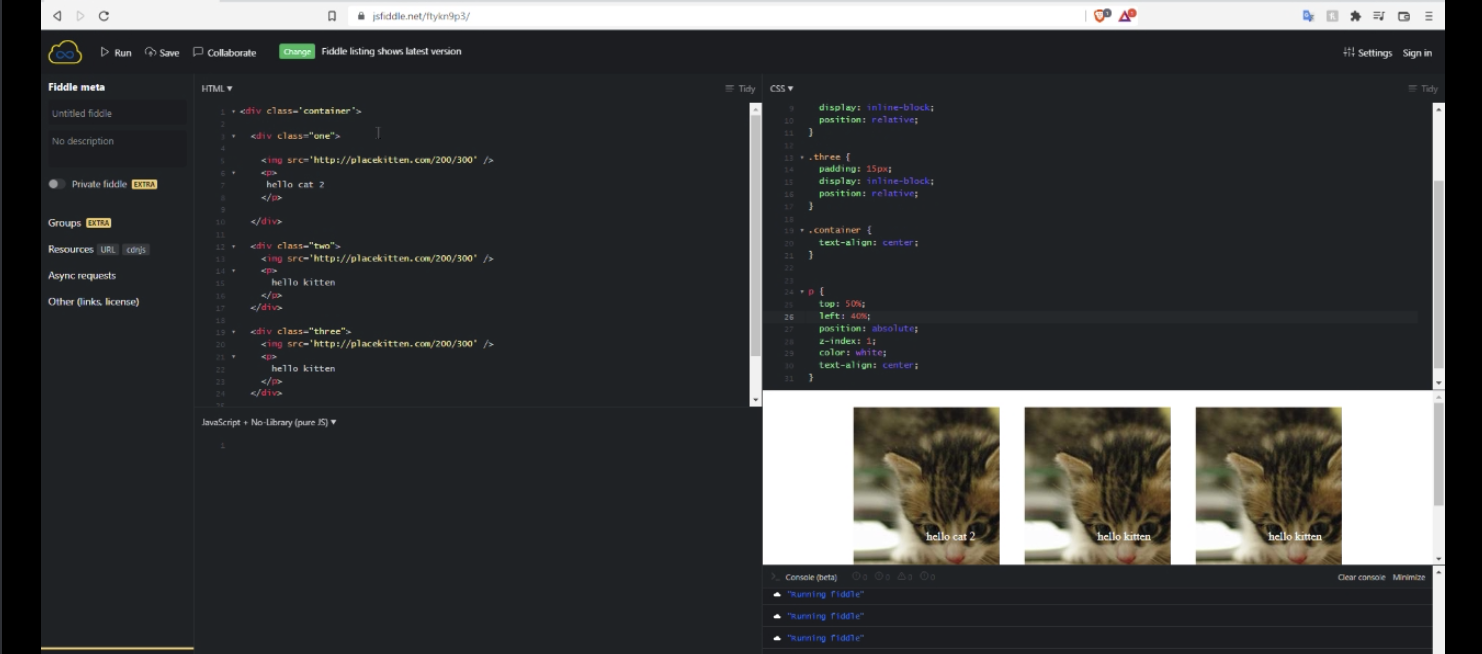 jsfiddle.net/ftykn9p3/
Run Save Collaborate Change Fiddle listing shows latest version Settings Sign in
Fiddle meta
Untitled fiddle
No description
Private fiddle EXTRA
Groups EXTRA
Resources URL cdnjs
Async requests
Other (links, license)
HTML ▼ Tidy
1 <div class='container'>
2
3 <div class="one">
4
5 <img src='http://placekitten.com/200/300' />
6 <p>
7 hello cat 2
8 </p>
9
10 </div>
11
12 <div class="two">
13 <img src='http://placekitten.com/200/300' />
14 <p>
15 hello kitten
16 </p>
17 </div>
18
19 <div class="three">
20 <img src='http://placekitten.com/200/300' />
21 <p>
22 hello kitten
23 </p>
24 </div>
JavaScript + No-Library (pure JS) ▼
1
CSS ▼ Tidy
9 display: inline-block;
10 position: relative;
11 }
12
13 .three {
14 padding: 15px;
15 display: inline-block;
16 position: relative;
17 }
18
19 .container {
20 text-align: center;
21 }
22
23
24 p {
25 top: 50%;
26 left: 40%;
27 position: absolute;
28 z-index: 1;
29 color: white;
30 text-align: center;
31 }
hello cat 2 hello kitten hello kitten
Console (beta) 0 0 0 0 Clear console Minimize
"Running fiddle"
"Running fiddle"
"Running fiddle"